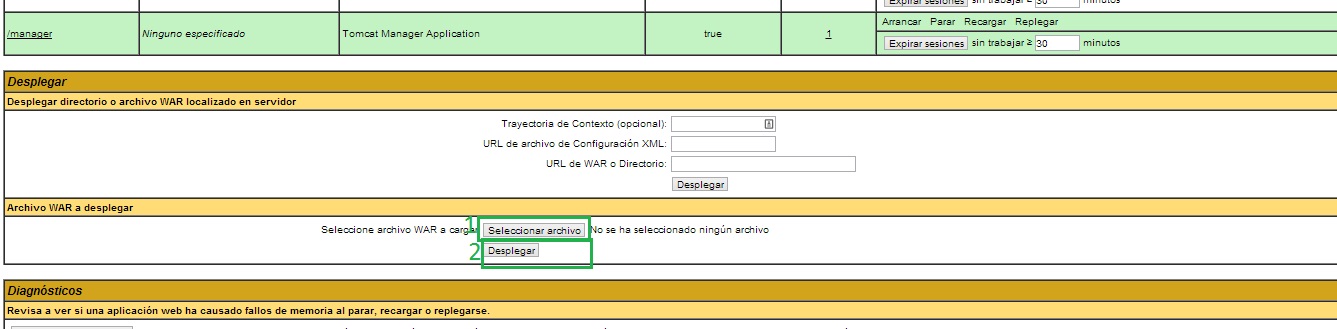 Expirar sesiones sin trabajar ≥ 30 minutos
/manager Ninguno especificado Tomcat Manager Application true 1 Arrancar Parar Recargar Replegar
Expirar sesiones sin trabajar ≥ 30 minutos
Desplegar
Desplegar directorio o archivo WAR localizado en servidor
Trayectoria de Contexto (opcional):
URL de archivo de Configuración XML:
URL de WAR o Directorio:
Desplegar
Archivo WAR a desplegar
1 Seleccione archivo WAR a cargar Seleccionar archivo No se ha seleccionado ningún archivo
2 Desplegar
Diagnósticos
Revisa a ver si una aplicación web ha causado fallos de memoria al parar, recargar o replegarse.